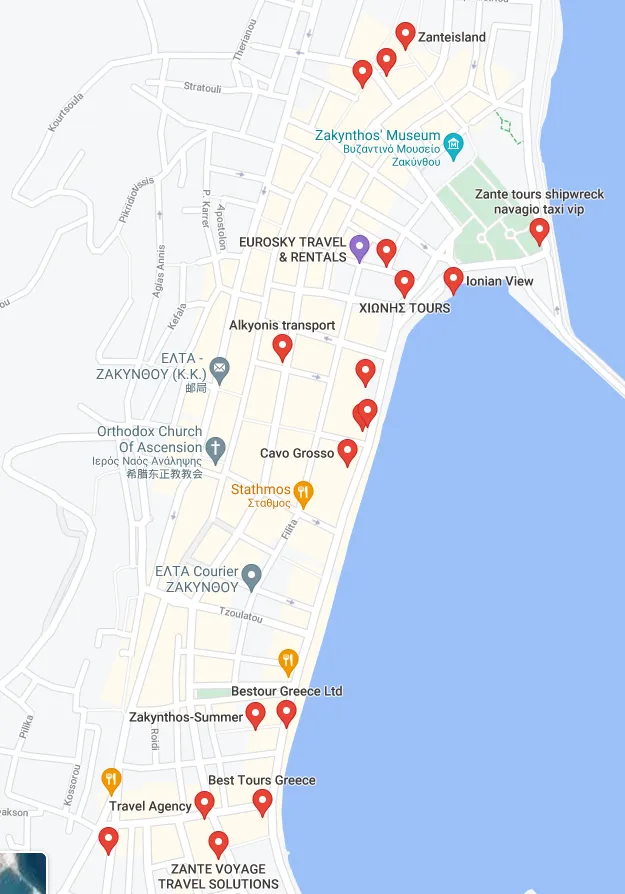 Therianou
Zanteisland
Stratouli
Kourtsoula
Zakynthos' Museum
Βυζαντινό Μουσείο
Ζακύνθου
Pikridiotissis
P. Karrer
Apostolon
Zante tours shipwreck
navagio taxi vip
EUROSKY TRAVEL
& RENTALS
Agias Annis
Ionian View
ΧΙΩΝΗΣ TOURS
Kefala
Alkyonis transport
ΕΛΤΑ -
ΖΑΚΥΝΘΟΥ (Κ.Κ.)
邮局
Orthodox Church
Of Ascension
Ιερός Ναός Ανάληψης
希腊东正教教会
Cavo Grosso
Stathmos
Σταθμος
Filita
ΕΛΤΑ Courier
ΖΑΚΥΝΘΟΥ
Tzoulatou
Bestour Greece Ltd
Zakynthos-Summer
Pilika
Roidi
Kossorou
Best Tours Greece
Travel Agency
eakson
ZANTE VOYAGE
TRAVEL SOLUTIONS